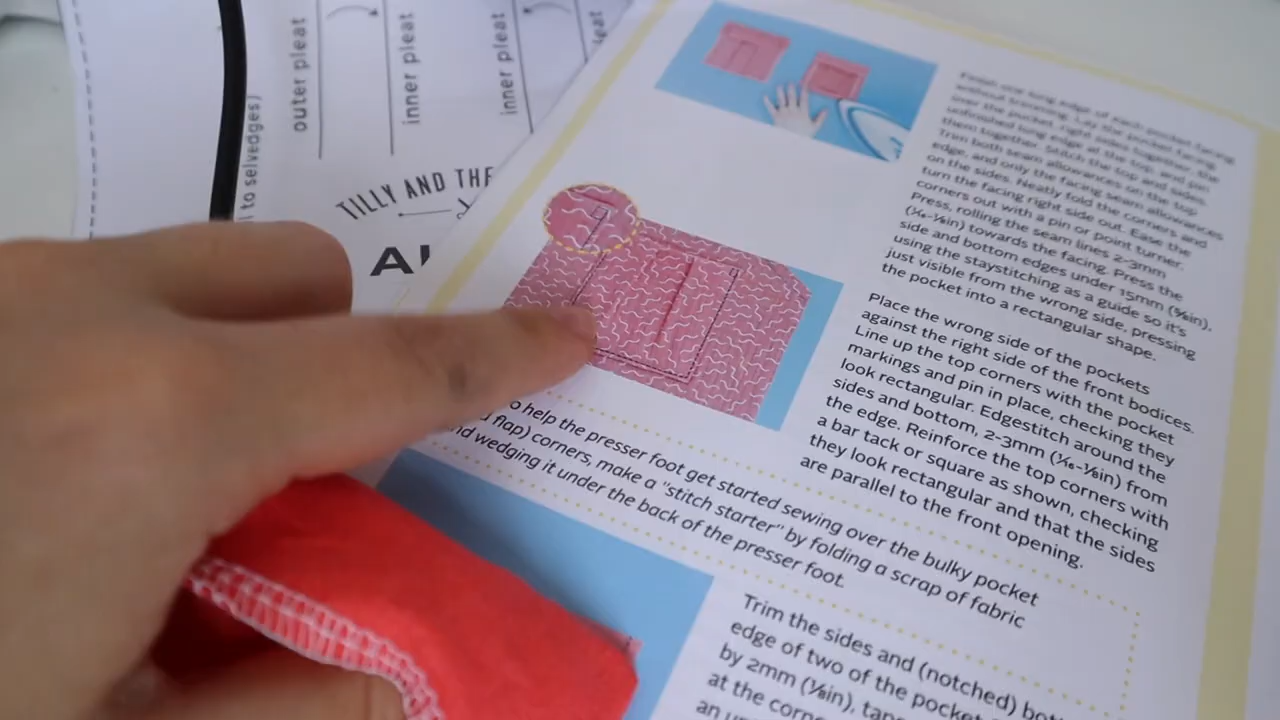 outer pleat
inner pleat
inner pleat
to selvedges)
TILLY AND THE
Finish one long edge of each pocket facing
without trimming. Lay the pocket facing
over the pocket, right sides together, the
unfinished long edge at the top, and pin
them together. Stitch the top and sides.
Trim both seam allowances on the top
edge, and only the facing seam allowances
on the sides. Neatly fold the corners and
turn the facing right side out. Ease the
corners out with a pin or point turner.
Press, rolling the seam lines 2-3mm
(1⁄16-1⁄8in) towards the facing. Press the
side and bottom edges under 15mm (5⁄8in),
using the staystitching as a guide so it's
just visible from the wrong side, pressing
the pocket into a rectangular shape.
Place the wrong side of the pockets
against the right side of the front bodices.
Line up the top corners with the pocket
markings and pin in place, checking they
look rectangular. Edgestitch around the
sides and bottom, 2-3mm (1⁄16-1⁄8in) from
the edge. Reinforce the top corners with
a bar tack or square as shown, checking
they look rectangular and that the sides
are parallel to the front opening.
To help the presser foot get started sewing over the bulky pocket
flap) corners, make a "stitch starter" by folding a scrap of fabric
and wedging it under the back of the presser foot.
Trim the sides and (notched)
edge of two of the pocket
by 2mm (1⁄8in),
at the
an